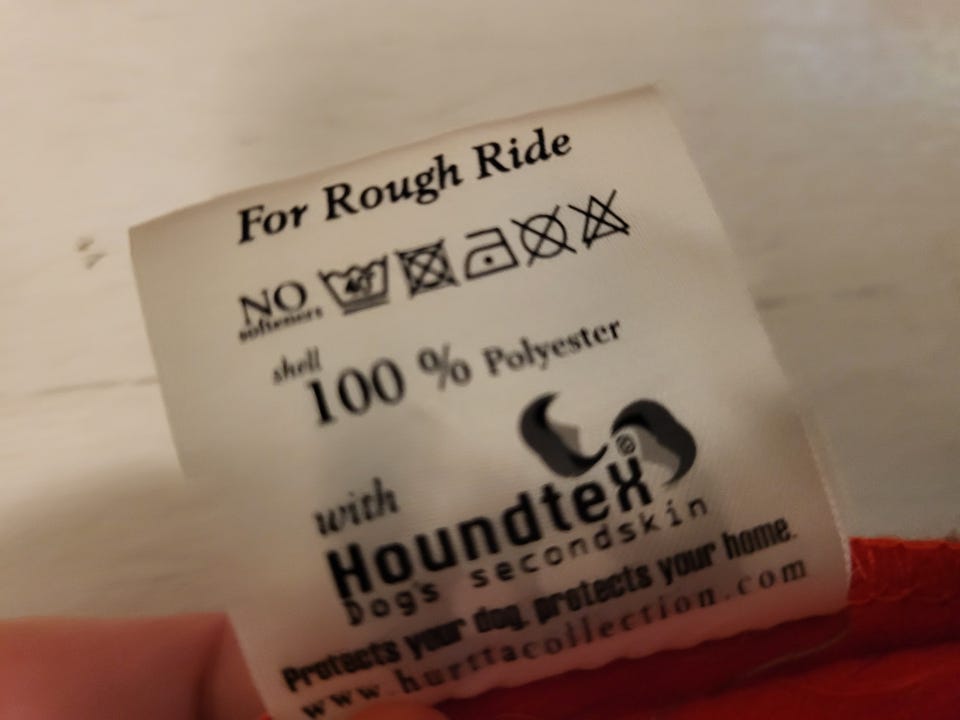 For Rough Ride
NO 40
softeners
shell
100 % Polyester
with
Houndtex®
Dog's secondskin
Protects your dog, protects your home.
www.hurttacollection.com